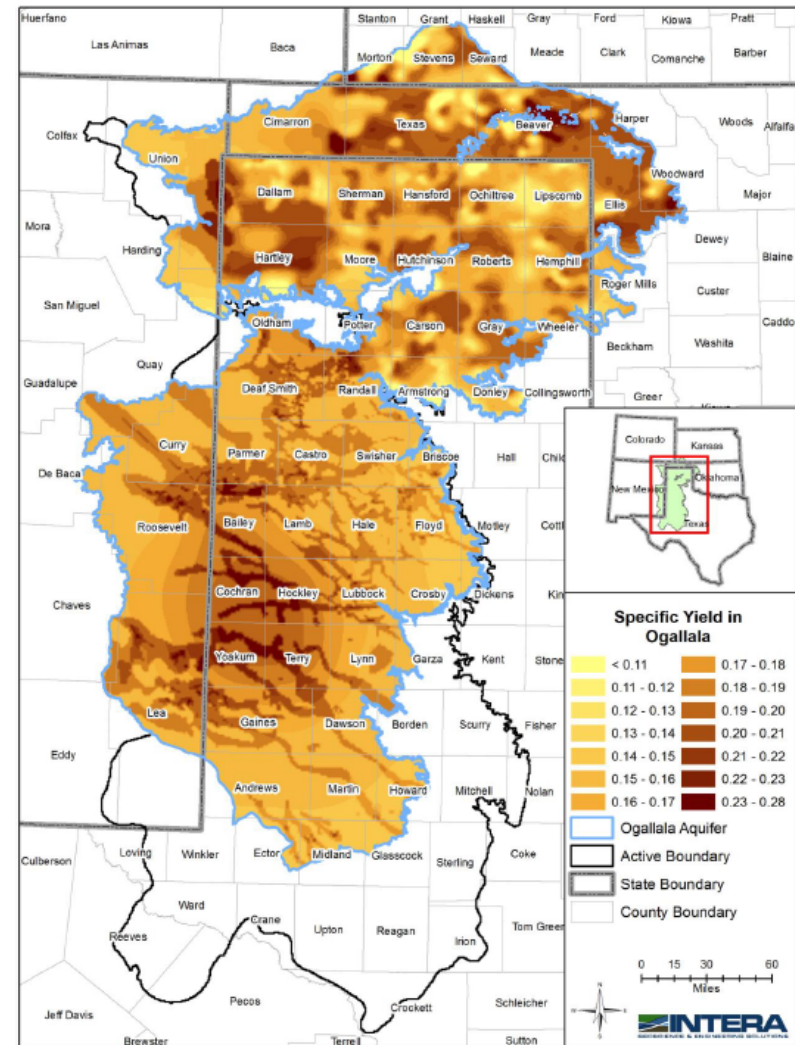 Huerfano
Stanton Grant Haskell Gray Ford Kiowa Pratt
Las Animas
Baca
Morton Stevens Seward Meade Clark Comanche Barber
Colfax
Union
Cimarron
Texas
Beaver
Harper
Woods
Alfalfa
Woodward
Major
Ellis
Mora
Harding
Dallam Sherman Hansford Ochiltree Lipscomb
Dewey
Blaine
San Miguel
Hartley Moore Hutchinson Roberts Hemphill
Roger Mills
Custer
Oldham Potter Carson Gray Wheeler
Beckham
Washita
Quay
Guadalupe
Deaf Smith Randall Armstrong Donley Collingsworth
Greer
Curry
De Baca
Parmer Castro Swisher Briscoe Hall
Roosevelt
Bailey Lamb Hale Floyd Motley
Chaves
Cochran Hockley Lubbock Crosby Dickens
Yoakum Terry Lynn Garza Kent
Lea
Gaines Dawson Borden Scurry Fisher
Eddy
Andrews Martin Howard Mitchell Nolan
Culberson
Loving Winkler Ector Midland Glasscock Sterling Coke
Ward
Crane
Upton Reagan
Irion
Tom Green
Reeves
Pecos
Crockett
Schleicher
Jeff Davis
Brewster
Terrell
Sutton
Colorado
Kansas
New Mexico
Oklahoma
Texas
Specific Yield in
Ogallala
< 0.11 0.17 - 0.18
0.11 - 0.12 0.18 - 0.19
0.12 - 0.13 0.19 - 0.20
0.13 - 0.14 0.20 - 0.21
0.14 - 0.15 0.21 - 0.22
0.15 - 0.16 0.22 - 0.23
0.16 - 0.17 0.23 - 0.28
Ogallala Aquifer
Active Boundary
State Boundary
County Boundary
0 15 30 60
Miles
N
W E
S
INTERA
GEOSCIENCE & ENGINEERING SOLUTIONS